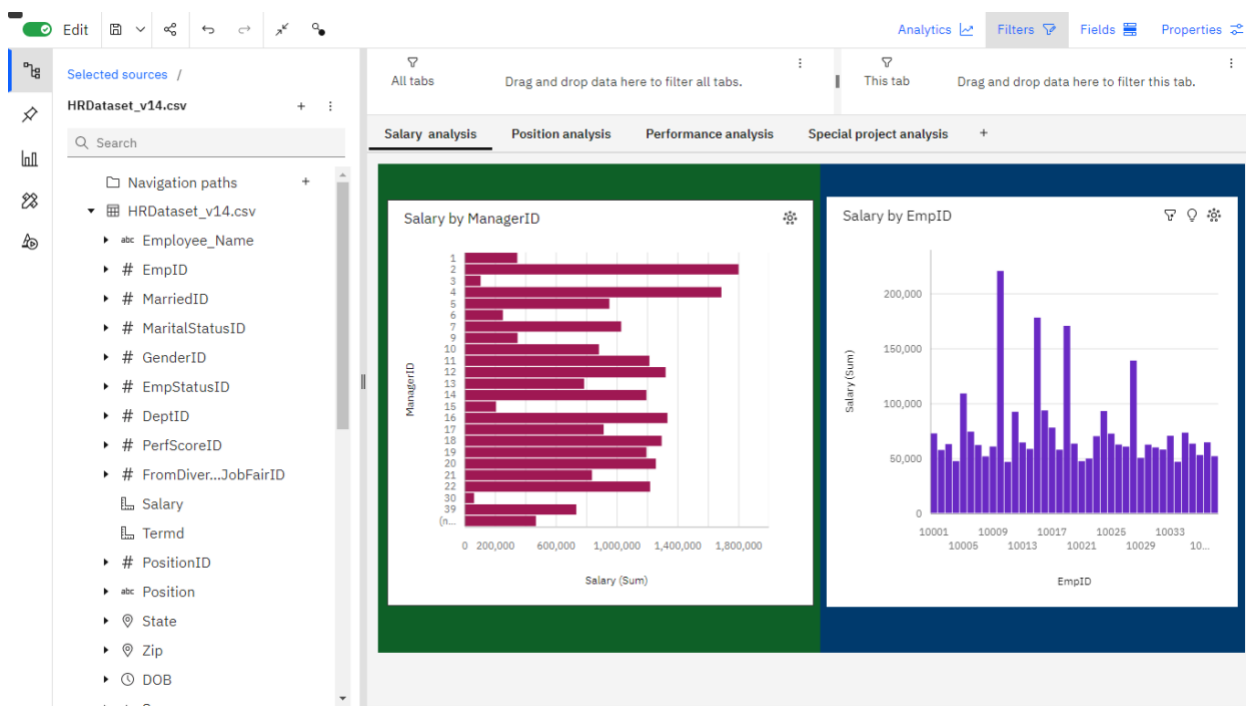 Edit
Analytics
Filters
Fields
Properties
Selected sources /
HRDataset_v14.csv
Search
Navigation paths
HRDataset_v14.csv
abc Employee_Name
# EmpID
# MarriedID
# MaritalStatusID
# GenderID
# EmpStatusID
# DeptID
# PerfScoreID
# FromDiver...JobFairID
Salary
Termd
# PositionID
abc Position
State
Zip
DOB
All tabs
Drag and drop data here to filter all tabs.
This tab
Drag and drop data here to filter this tab.
Salary analysis
Position analysis
Performance analysis
Special project analysis
+
Salary by ManagerID
ManagerID
1
2
3
4
5
6
7
9
10
11
12
13
14
15
16
17
18
19
20
21
22
30
39
(n...
0 200,000 600,000 1,000,000 1,400,000 1,800,000
Salary (Sum)
Salary by EmpID
Salary (Sum)
200,000
150,000
100,000
50,000
0
10001 10009 10017 10025 10033
10005 10013 10021 10029 10...
EmpID